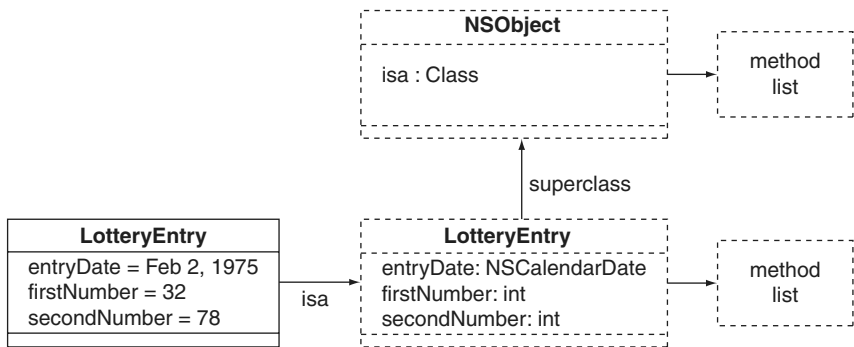 NSObject
isa : Class
method
list
superclass
LotteryEntry
entryDate = Feb 2, 1975
firstNumber = 32
secondNumber = 78
isa
LotteryEntry
entryDate: NSCalendarDate
firstNumber: int
secondNumber: int
method
list